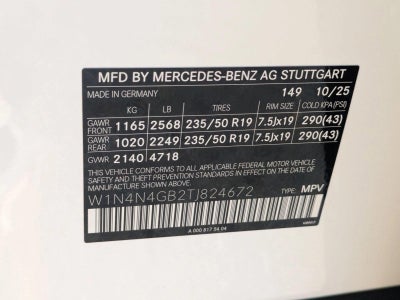 MFD BY MERCEDES-BENZ AG STUTTGART
MADE IN GERMANY 149 10/25
KG LB TIRES RIM SIZE COLD KPA(PSI)
GAWR FRONT 1165 2568 235/50 R19 7.5Jx19 290(43)
GAWR REAR 1020 2249 235/50 R19 7.5Jx19 290(43)
GVWR 2140 4718
THIS VEHICLE CONFORMS TO ALL APPLICABLE FEDERAL MOTOR VEHICLE
SAFETY, BUMPER, AND THEFT PREVENTION STANDARDS IN EFFECT
ON THE DATE OF MANUFACTURE SHOWN ABOVE.
W1N4N4GB2TJ824672 TYPE: MPV
A 000 817 54 04